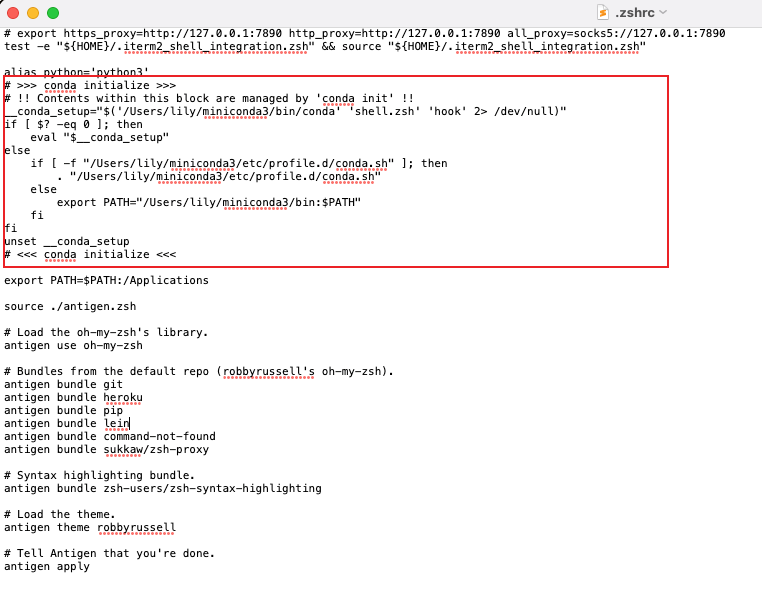 .zshrc
# export https_proxy=http://127.0.0.1:7890 http_proxy=http://127.0.0.1:7890 all_proxy=socks5://127.0.0.1:7890
test -e "${HOME}/.iterm2_shell_integration.zsh" && source "${HOME}/.iterm2_shell_integration.zsh"
alias python='python3'
# >>> conda initialize >>>
# !! Contents within this block are managed by 'conda init' !!
__conda_setup="$('/Users/lily/miniconda3/bin/conda' 'shell.zsh' 'hook' 2> /dev/null)"
if [ $? -eq 0 ]; then
    eval "$__conda_setup"
else
    if [ -f "/Users/lily/miniconda3/etc/profile.d/conda.sh" ]; then
        . "/Users/lily/miniconda3/etc/profile.d/conda.sh"
    else
        export PATH="/Users/lily/miniconda3/bin:$PATH"
    fi
fi
unset __conda_setup
# <<< conda initialize <<<
export PATH=$PATH:/Applications
source ./antigen.zsh
# Load the oh-my-zsh's library.
antigen use oh-my-zsh
# Bundles from the default repo (robbyrussell's oh-my-zsh).
antigen bundle git
antigen bundle heroku
antigen bundle pip
antigen bundle lein
antigen bundle command-not-found
antigen bundle sukkaw/zsh-proxy
# Syntax highlighting bundle.
antigen bundle zsh-users/zsh-syntax-highlighting
# Load the theme.
antigen theme robbyrussell
# Tell Antigen that you're done.
antigen apply